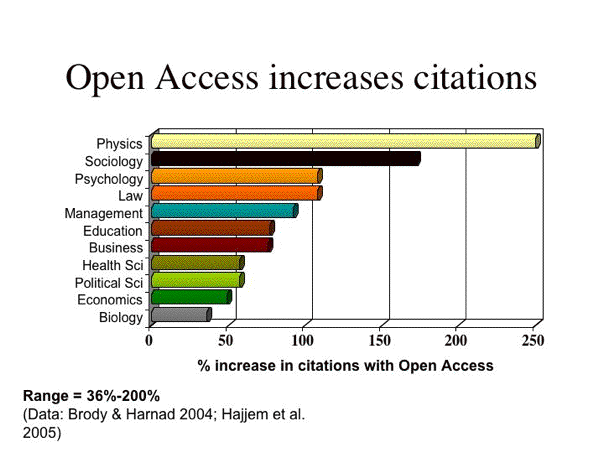 Open Access increases citations
Physics
Sociology
Psychology
Law
Management
Education
Business
Health Sci
Political Sci
Economics
Biology
0 50 100 150 200 250
% increase in citations with Open Access
Range = 36%-200%
(Data: Brody & Harnad 2004; Hajjem et al.
2005)